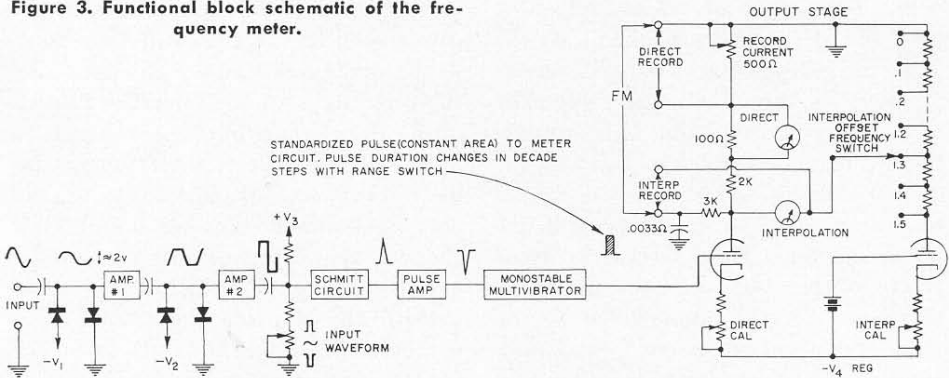 Figure 3. Functional block schematic of the fre-
quency meter.
OUTPUT STAGE
DIRECT
RECORD
RECORD
CURRENT
500Ω
FM
DIRECT
100Ω
2K
INTERP
RECORD
3K
.0033Ω
INTERPOLATION
INTERPOLATION
OFFSET
FREQUENCY
SWITCH
0
.1
.2
1.2
1.3
1.4
1.5
STANDARDIZED PULSE(CONSTANT AREA) TO METER
CIRCUIT. PULSE DURATION CHANGES IN DECADE
STEPS WITH RANGE SWITCH
+V3
≈2v
INPUT
AMP.
#1
AMP
#2
SCHMITT
CIRCUIT
PULSE
AMP
MONOSTABLE
MULTIVIBRATOR
INPUT
WAVEFORM
-V1
-V2
DIRECT
CAL
INTERP
CAL
-V4 REG